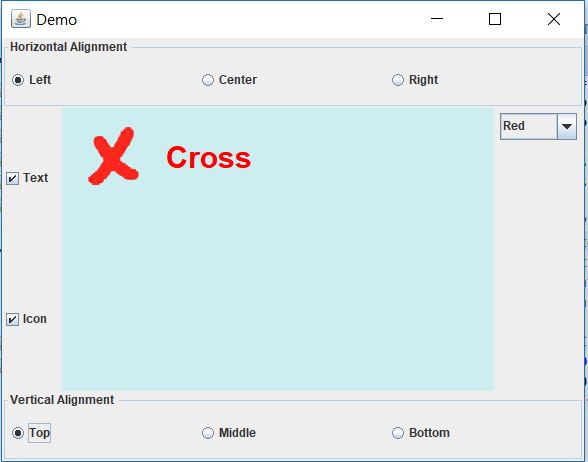 Demo
Horizontal Alignment
Left Center Right
Red
Cross
Text
Icon
Vertical Alignment
Top Middle Bottom